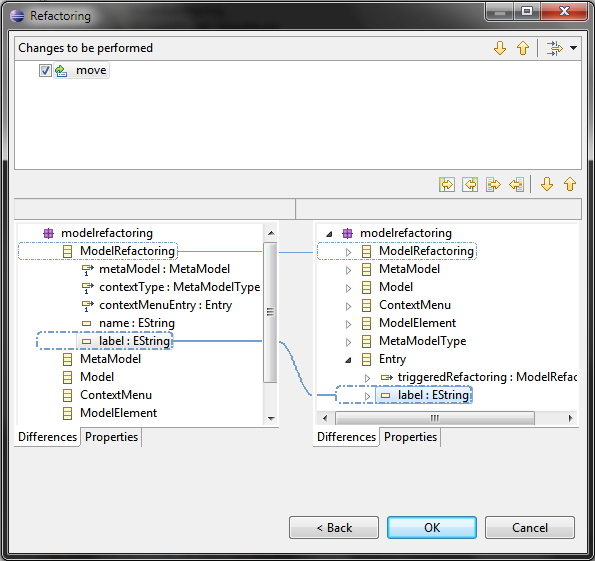 Refactoring
Changes to be performed
move
modelrefactoring
ModelRefactoring
metaModel : MetaModel
contextType : MetaModelType
contextMenuEntry : Entry
name : EString
label : EString
MetaModel
Model
ContextMenu
ModelElement
Differences Properties
modelrefactoring
ModelRefactoring
MetaModel
Model
ContextMenu
ModelElement
MetaModelType
Entry
triggeredRefactoring : ModelRefac
label : EString
Differences Properties
< Back OK Cancel